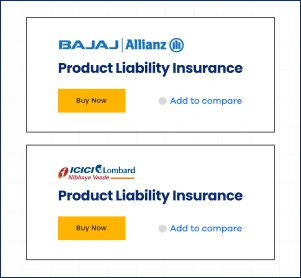 BAJAJ | Allianz
Product Liability Insurance
Buy Now
Add to compare
ICICI Lombard
Nibhaye Vaade
Product Liability Insurance
Buy Now
Add to compare